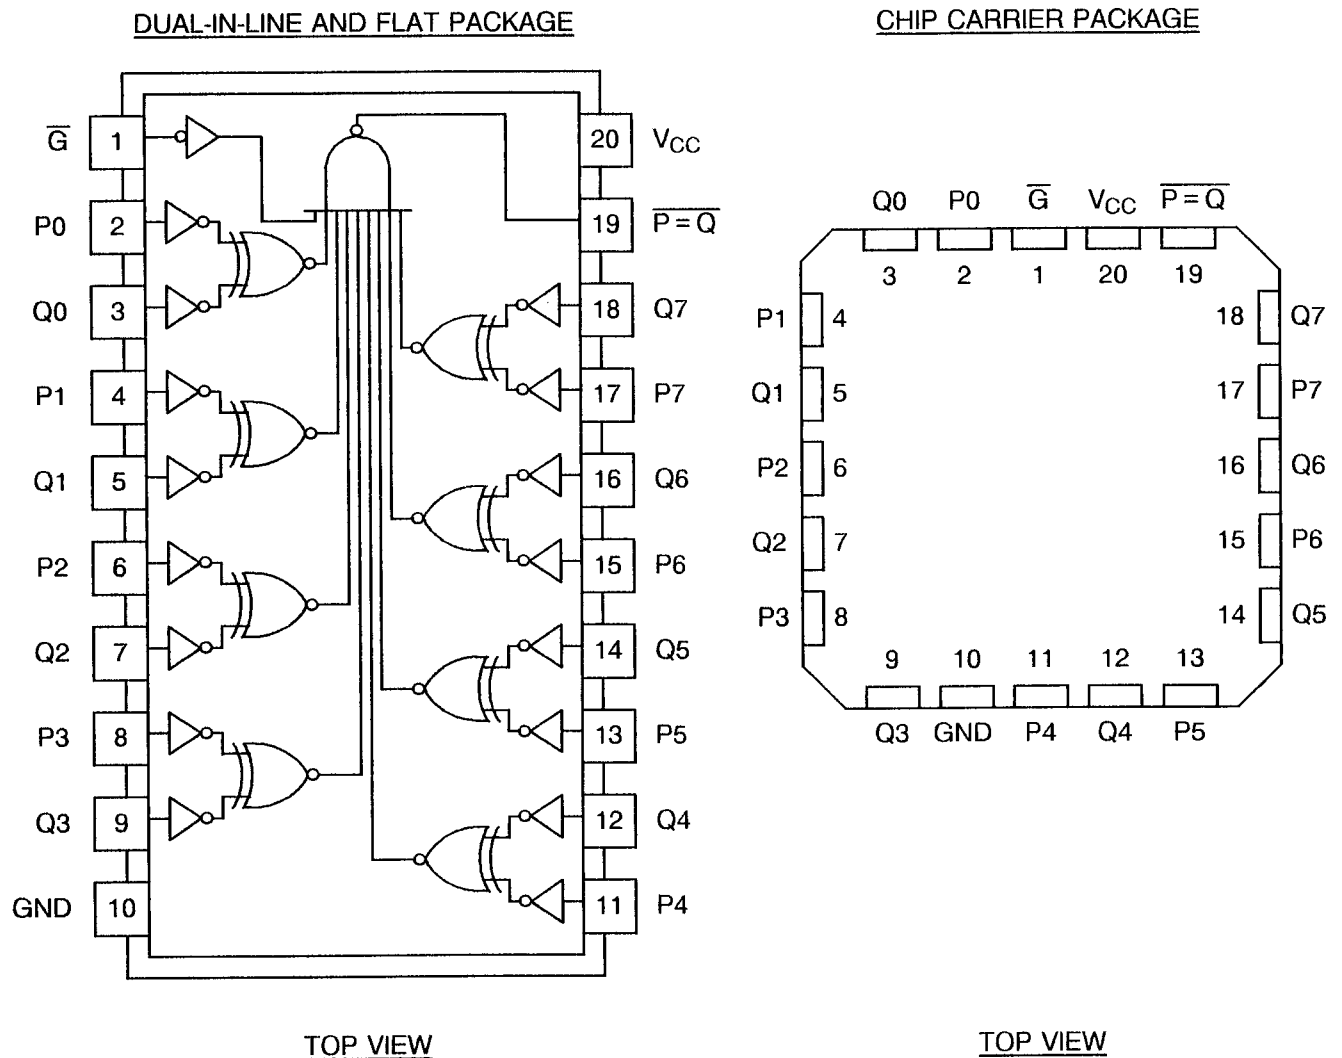 DUAL-IN-LINE AND FLAT PACKAGE
G̅ 1
P0 2
Q0 3
P1 4
Q1 5
P2 6
Q2 7
P3 8
Q3 9
GND 10
20 VCC
19 P̅=̅Q̅
18 Q7
17 P7
16 Q6
15 P6
14 Q5
13 P5
12 Q4
11 P4
TOP VIEW
CHIP CARRIER PACKAGE
Q0 P0 G̅ VCC P̅=̅Q̅
3 2 1 20 19
P1 4
Q1 5
P2 6
Q2 7
P3 8
18 Q7
17 P7
16 Q6
15 P6
14 Q5
9 10 11 12 13
Q3 GND P4 Q4 P5
TOP VIEW